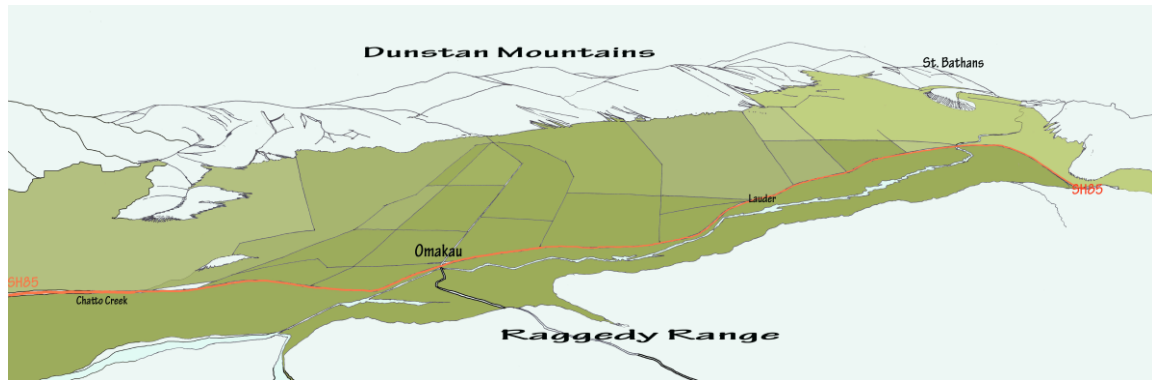 Dunstan Mountains
St. Bathans
SH85
Lauder
Omakau
SH85
Chatto Creek
Raggedy Range